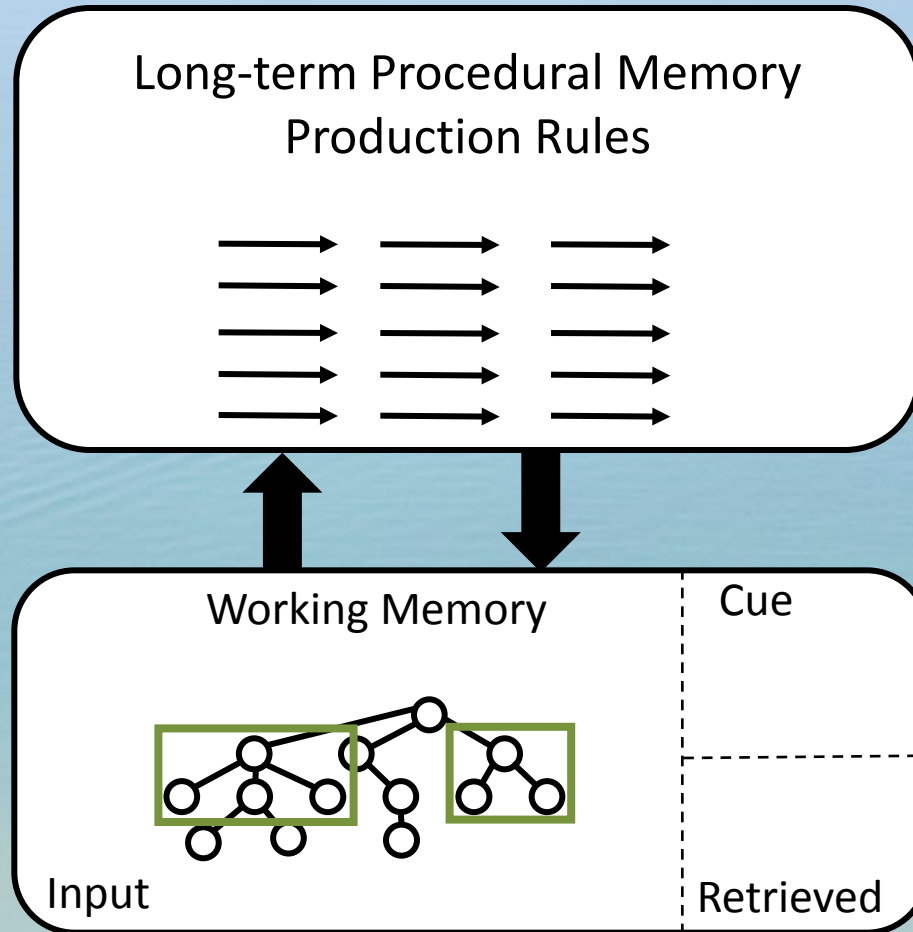 Long-term Procedural Memory
Production Rules
Working Memory
Cue
Input
Retrieved